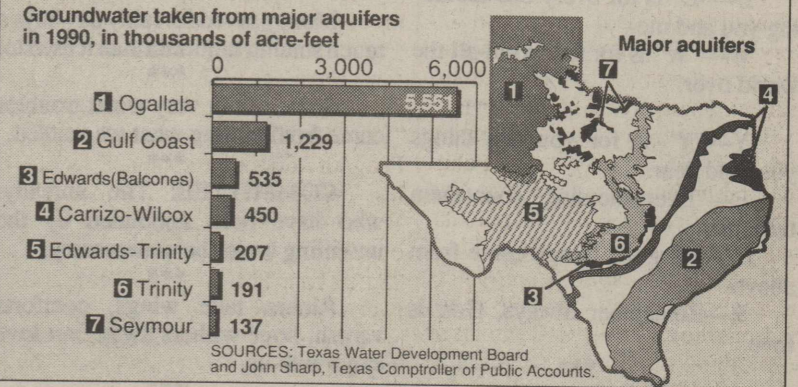 Groundwater taken from major aquifers
in 1990, in thousands of acre-feet
0 3,000 6,000
1 Ogallala 5,551
2 Gulf Coast 1,229
3 Edwards(Balcones) 535
4 Carrizo-Wilcox 450
5 Edwards-Trinity 207
6 Trinity 191
7 Seymour 137
SOURCES: Texas Water Development Board
and John Sharp, Texas Comptroller of Public Accounts.
Major aquifers
7
1
4
5
6
2
3